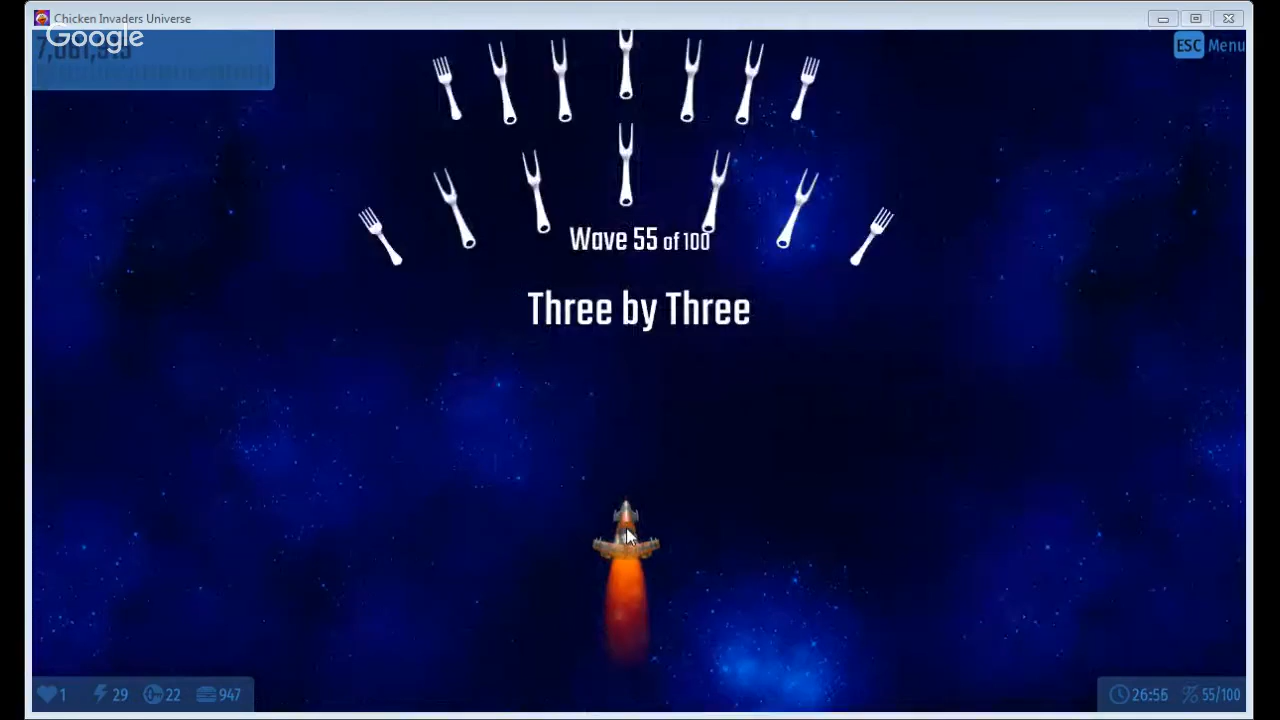 Chicken Invaders Universe
Google
ESC Menu
Wave 55 of 100
Three by Three
1 29 22 947
26:56 55/100